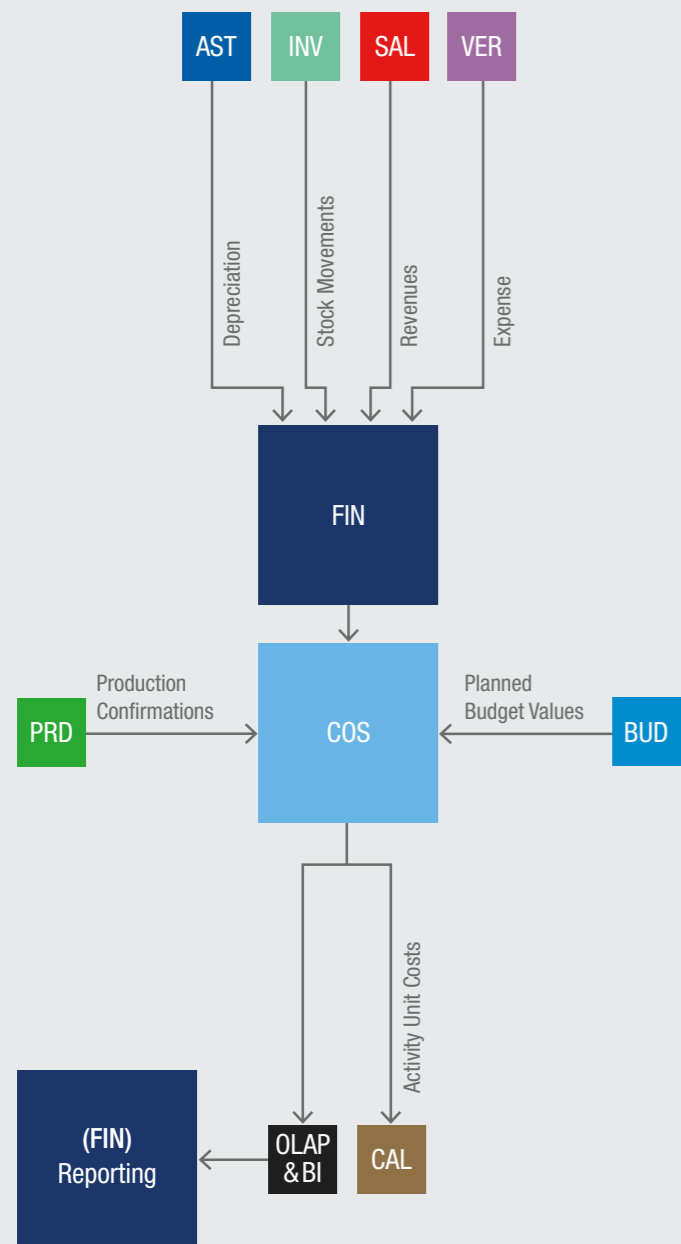 AST
INV
SAL
VER
Depreciation
Stock Movements
Revenues
Expense
FIN
Production
Confirmations
Planned
Budget Values
PRD
COS
BUD
Activity Unit Costs
(FIN)
Reporting
OLAP
& BI
CAL